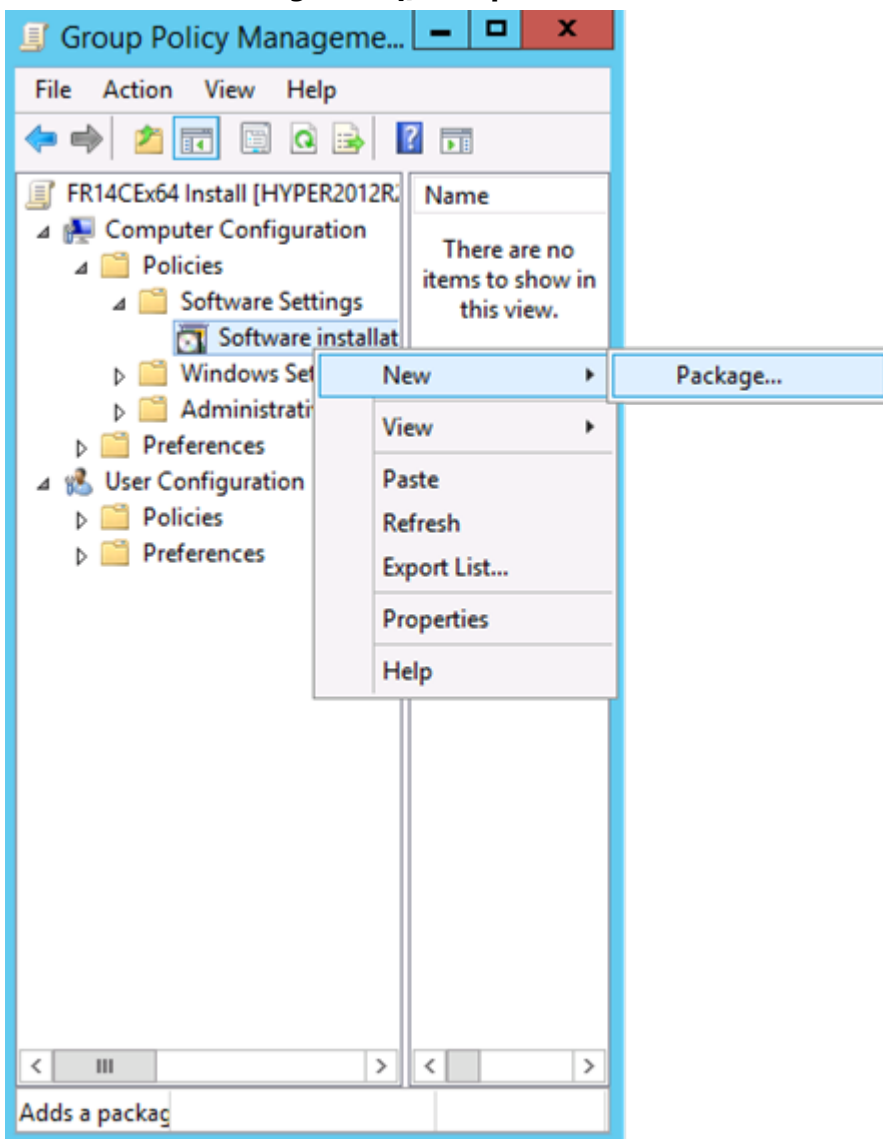 Group Policy Manageme...
File Action View Help
FR14CEx64 Install [HYPER2012R
Name
Computer Configuration
There are no
items to show in
this view.
Policies
Software Settings
Software installat
Windows Set
Administrati
Preferences
User Configuration
Policies
Preferences
New
Package...
View
Paste
Refresh
Export List...
Properties
Help
Adds a packag